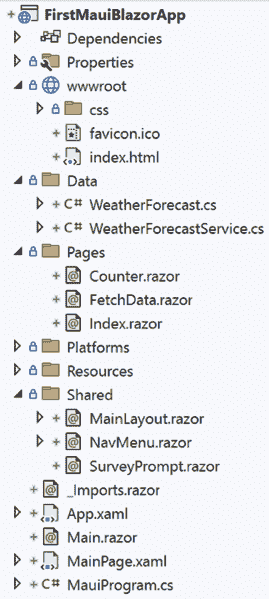 FirstMauiBlazorApp
Dependencies
Properties
wwwroot
css
favicon.ico
index.html
Data
C# WeatherForecast.cs
C# WeatherForecastService.cs
Pages
Counter.razor
FetchData.razor
Index.razor
Platforms
Resources
Shared
MainLayout.razor
NavMenu.razor
SurveyPrompt.razor
_Imports.razor
App.xaml
Main.razor
MainPage.xaml
C# MauiProgram.cs